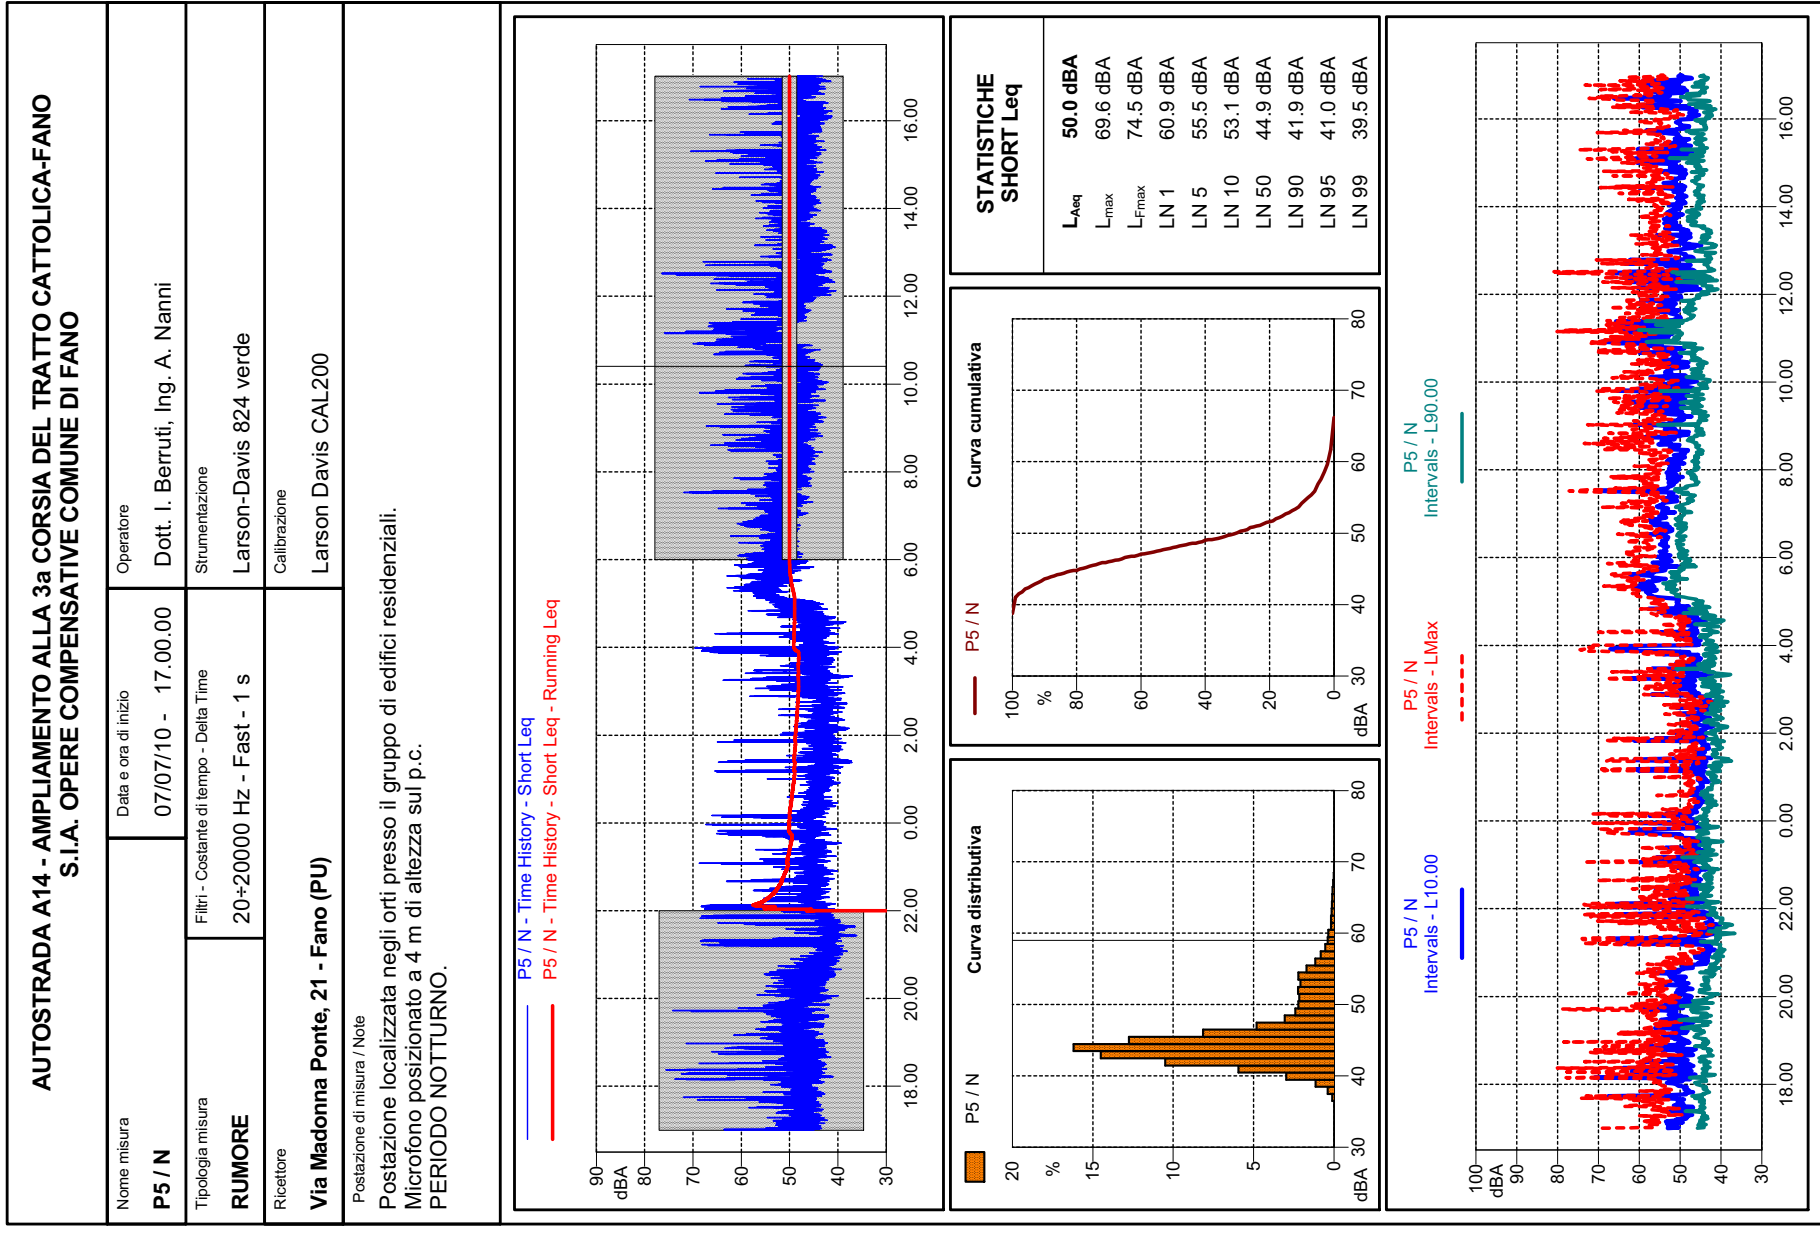 AUTOSTRADA A14 - AMPLIAMENTO ALLA 3a CORSIA DEL TRATTO CATTOLICA-FANO
S.I.A. OPERE COMPENSATIVE COMUNE DI FANO
Nome misura
P5 / N
Data e ora di inizio
07/07/10 - 17.00.00
Operatore
Dott. I. Berruti, Ing. A. Nanni
Tipologia misura
RUMORE
Filtri - Costante di tempo - Delta Time
20÷20000 Hz - Fast - 1 s
Strumentazione
Larson-Davis 824 verde
Ricettore
Via Madonna Ponte, 21 - Fano (PU)
Calibrazione
Larson Davis CAL200
Postazione di misura / Note
Postazione localizzata negli orti presso il gruppo di edifici residenziali.
Microfono posizionato a 4 m di altezza sul p.c.
PERIODO NOTTURNO.
P5 / N - Time History - Short Leq
P5 / N - Time History - Short Leq - Running Leq
90
dBA
80
70
60
50
40
30
18.00 20.00 22.00 0.00 2.00 4.00 6.00 8.00 10.00 12.00 14.00 16.00
P5 / N
Curva distributiva
20
%
15
10
5
0
dBA
30 40 50 60 70 80
P5 / N
Curva cumulativa
100
%
80
60
40
20
0
dBA
30 40 50 60 70 80
STATISTICHE
SHORT Leq
LAeq 50.0 dBA
Lmax 69.6 dBA
LFmax 74.5 dBA
LN 1 60.9 dBA
LN 5 55.5 dBA
LN 10 53.1 dBA
LN 50 44.9 dBA
LN 90 41.9 dBA
LN 95 41.0 dBA
LN 99 39.5 dBA
P5 / N
Intervals - L10.00
P5 / N
Intervals - LMax
P5 / N
Intervals - L90.00
100
dBA
90
80
70
60
50
40
30
18.00 20.00 22.00 0.00 2.00 4.00 6.00 8.00 10.00 12.00 14.00 16.00